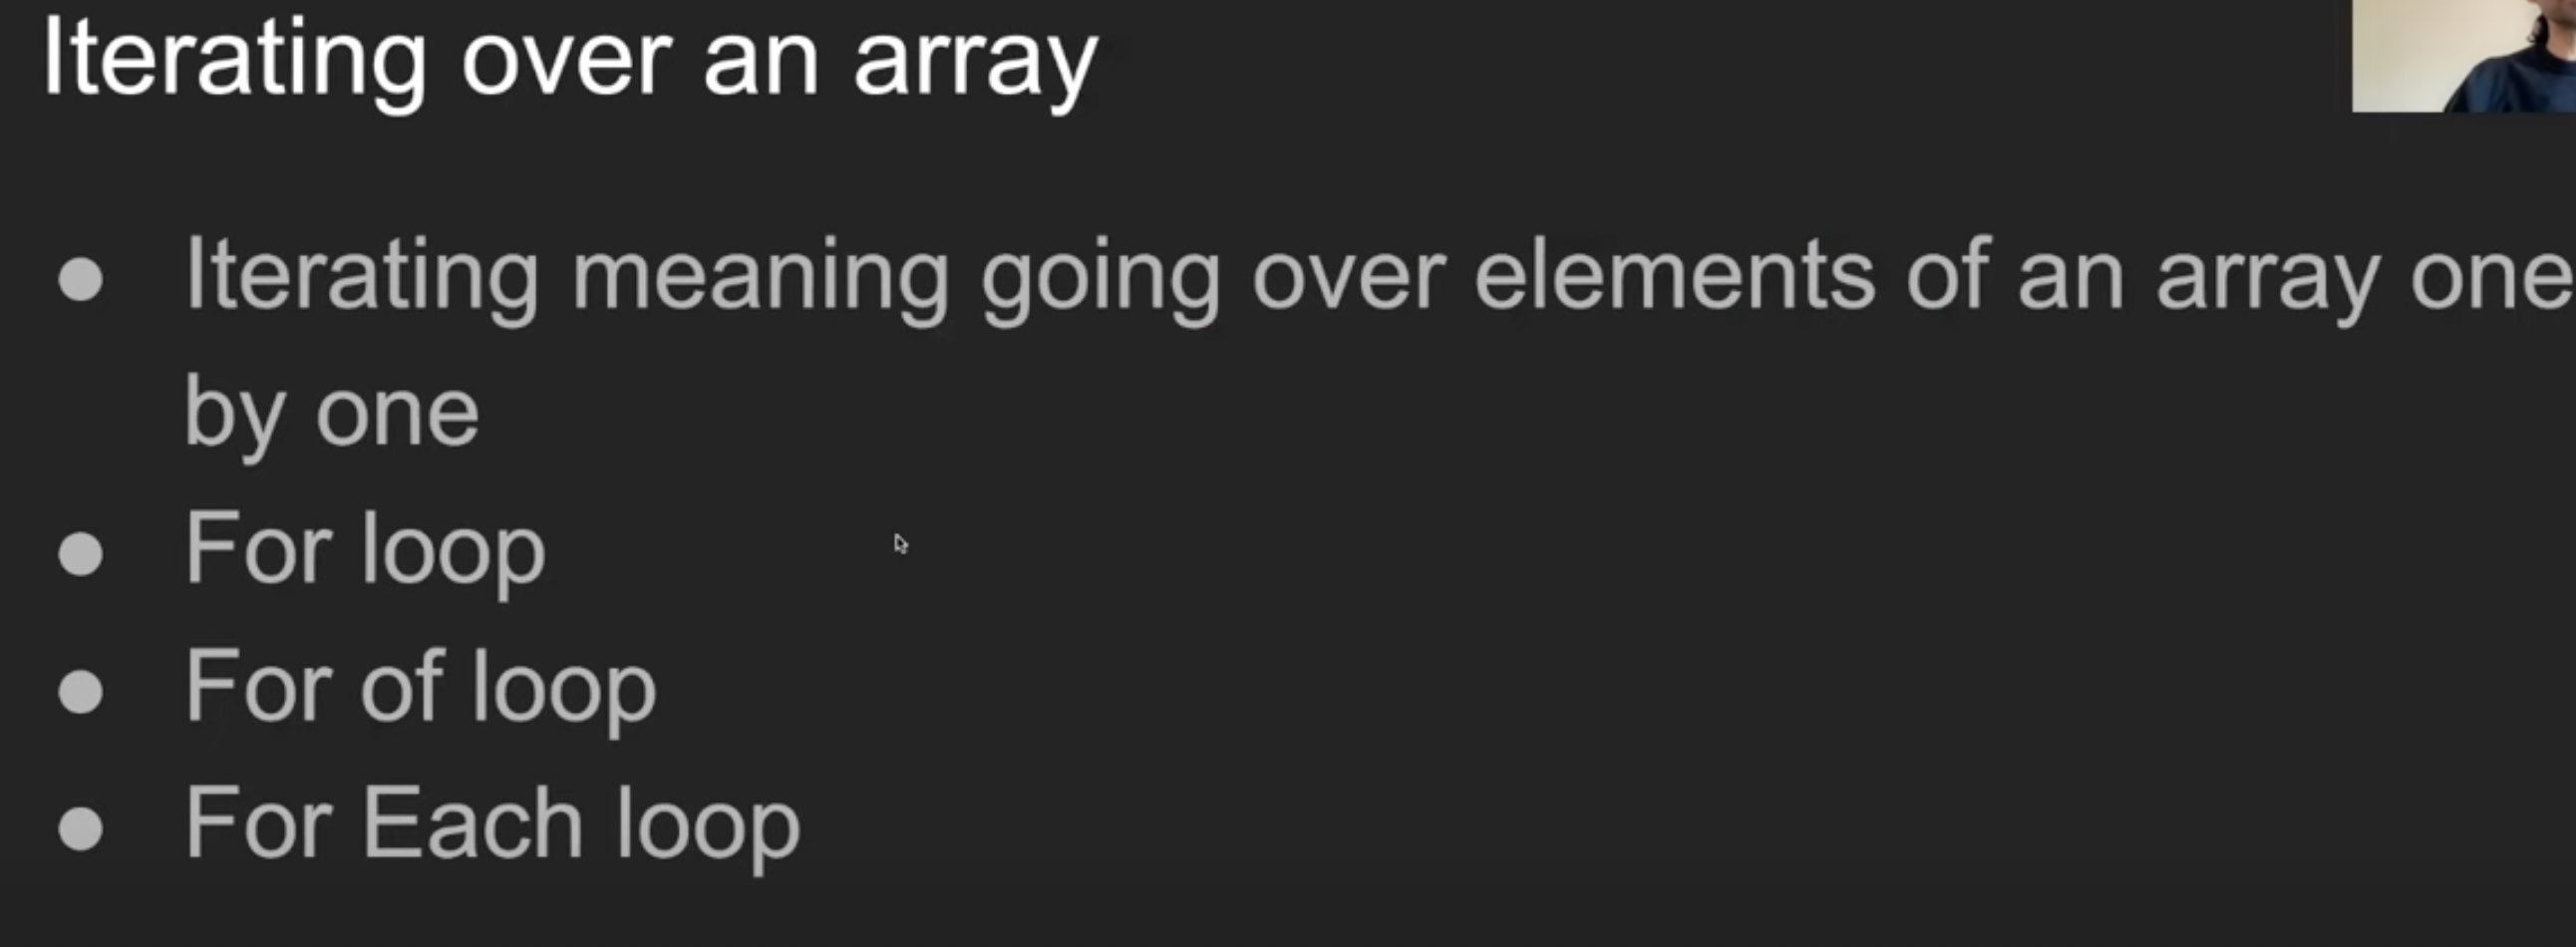 Iterating over an array
Iterating meaning going over elements of an array one
by one
For loop
For of loop
For Each loop